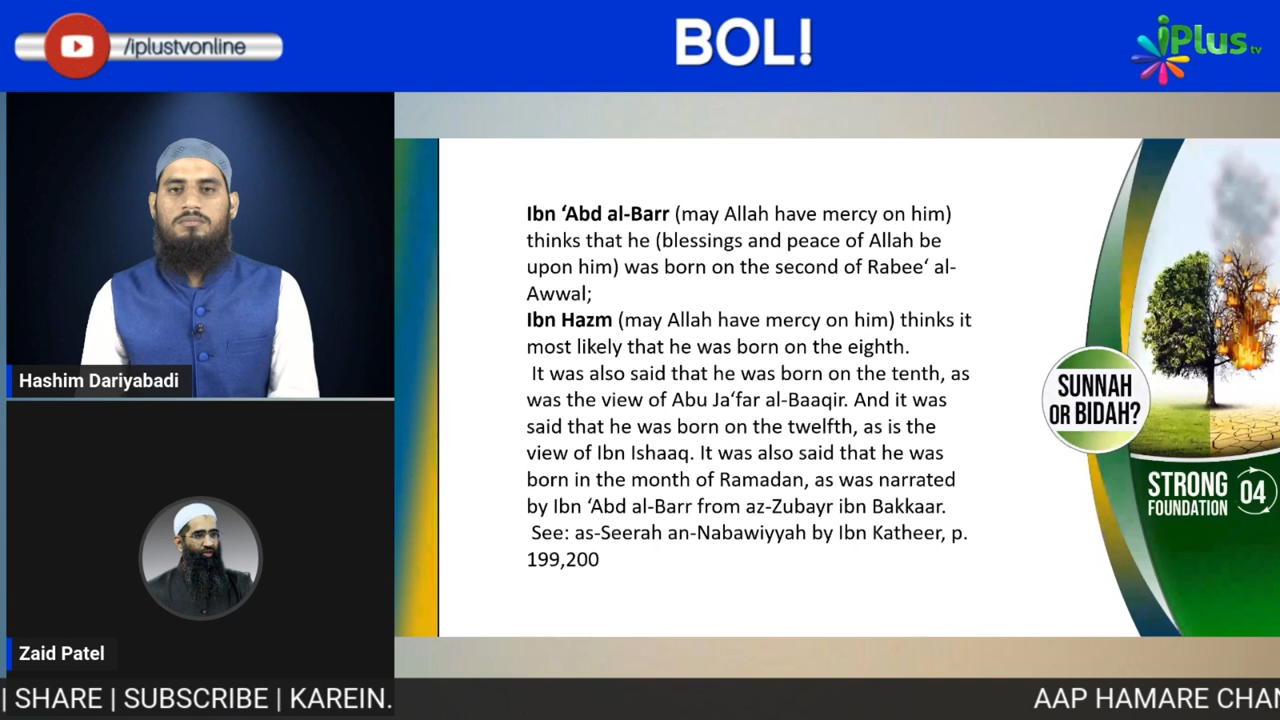 /iplustvonline
BOL!
iPlus tv
Hashim Dariyabadi
Zaid Patel
Ibn ‘Abd al-Barr (may Allah have mercy on him)
thinks that he (blessings and peace of Allah be
upon him) was born on the second of Rabee‘ al-
Awwal;
Ibn Hazm (may Allah have mercy on him) thinks it
most likely that he was born on the eighth.
It was also said that he was born on the tenth, as
was the view of Abu Ja‘far al-Baaqir. And it was
said that he was born on the twelfth, as is the
view of Ibn Ishaaq. It was also said that he was
born in the month of Ramadan, as was narrated
by Ibn ‘Abd al-Barr from az-Zubayr ibn Bakkaar.
See: as-Seerah an-Nabawiyyah by Ibn Katheer, p.
199,200
SUNNAH
OR BIDAH?
STRONG
FOUNDATION
04
| SHARE | SUBSCRIBE | KAREIN.
AAP HAMARE CHAN